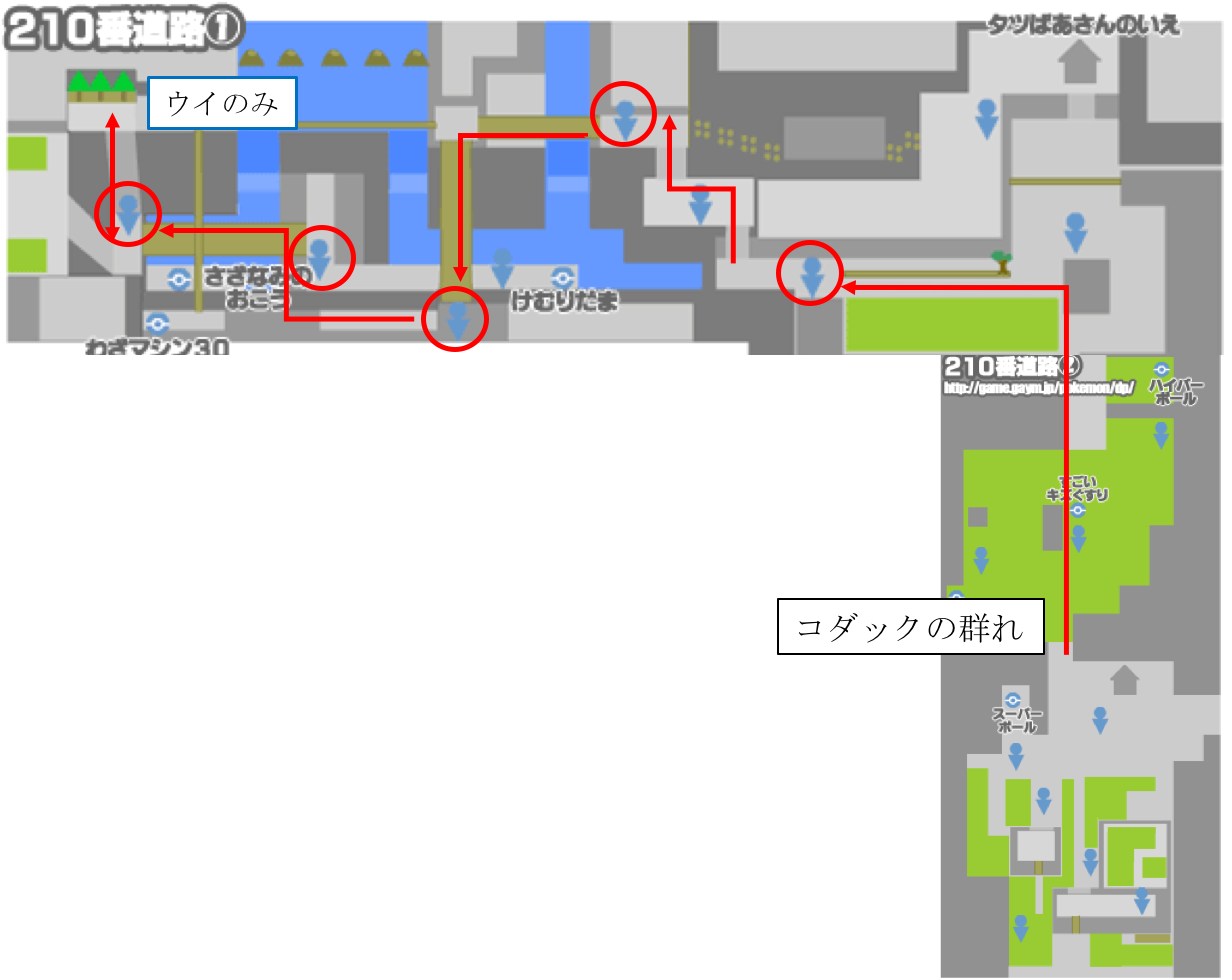 210番道路①
タツばあさんのいえ
ウイのみ
さざなみの
おこう
けむりだま
わざマシン30
210番道路②
http://game.gaym.jp/pokemon/dp/
ハイパー
ボール
すごい
キズぐすり
コダックの群れ
スーパー
ボール